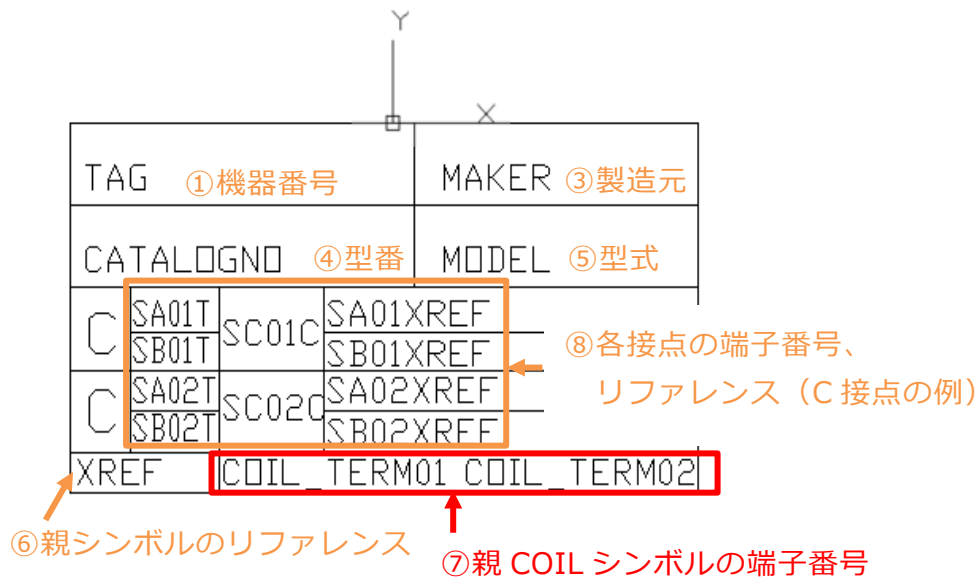 Y
X
TAG ①機器番号 MAKER ③製造元
CATALOGNO ④型番 MODEL ⑤型式
C SA01T SC01C SA01XREF
SB01T SB01XREF
⑧各接点の端子番号、
リファレンス（C 接点の例）
C SA02T SC02C SA02XREF
SB02T SB02XREF
XREF COIL_TERM01 COIL_TERM02
⑥親シンボルのリファレンス
⑦親 COIL シンボルの端子番号